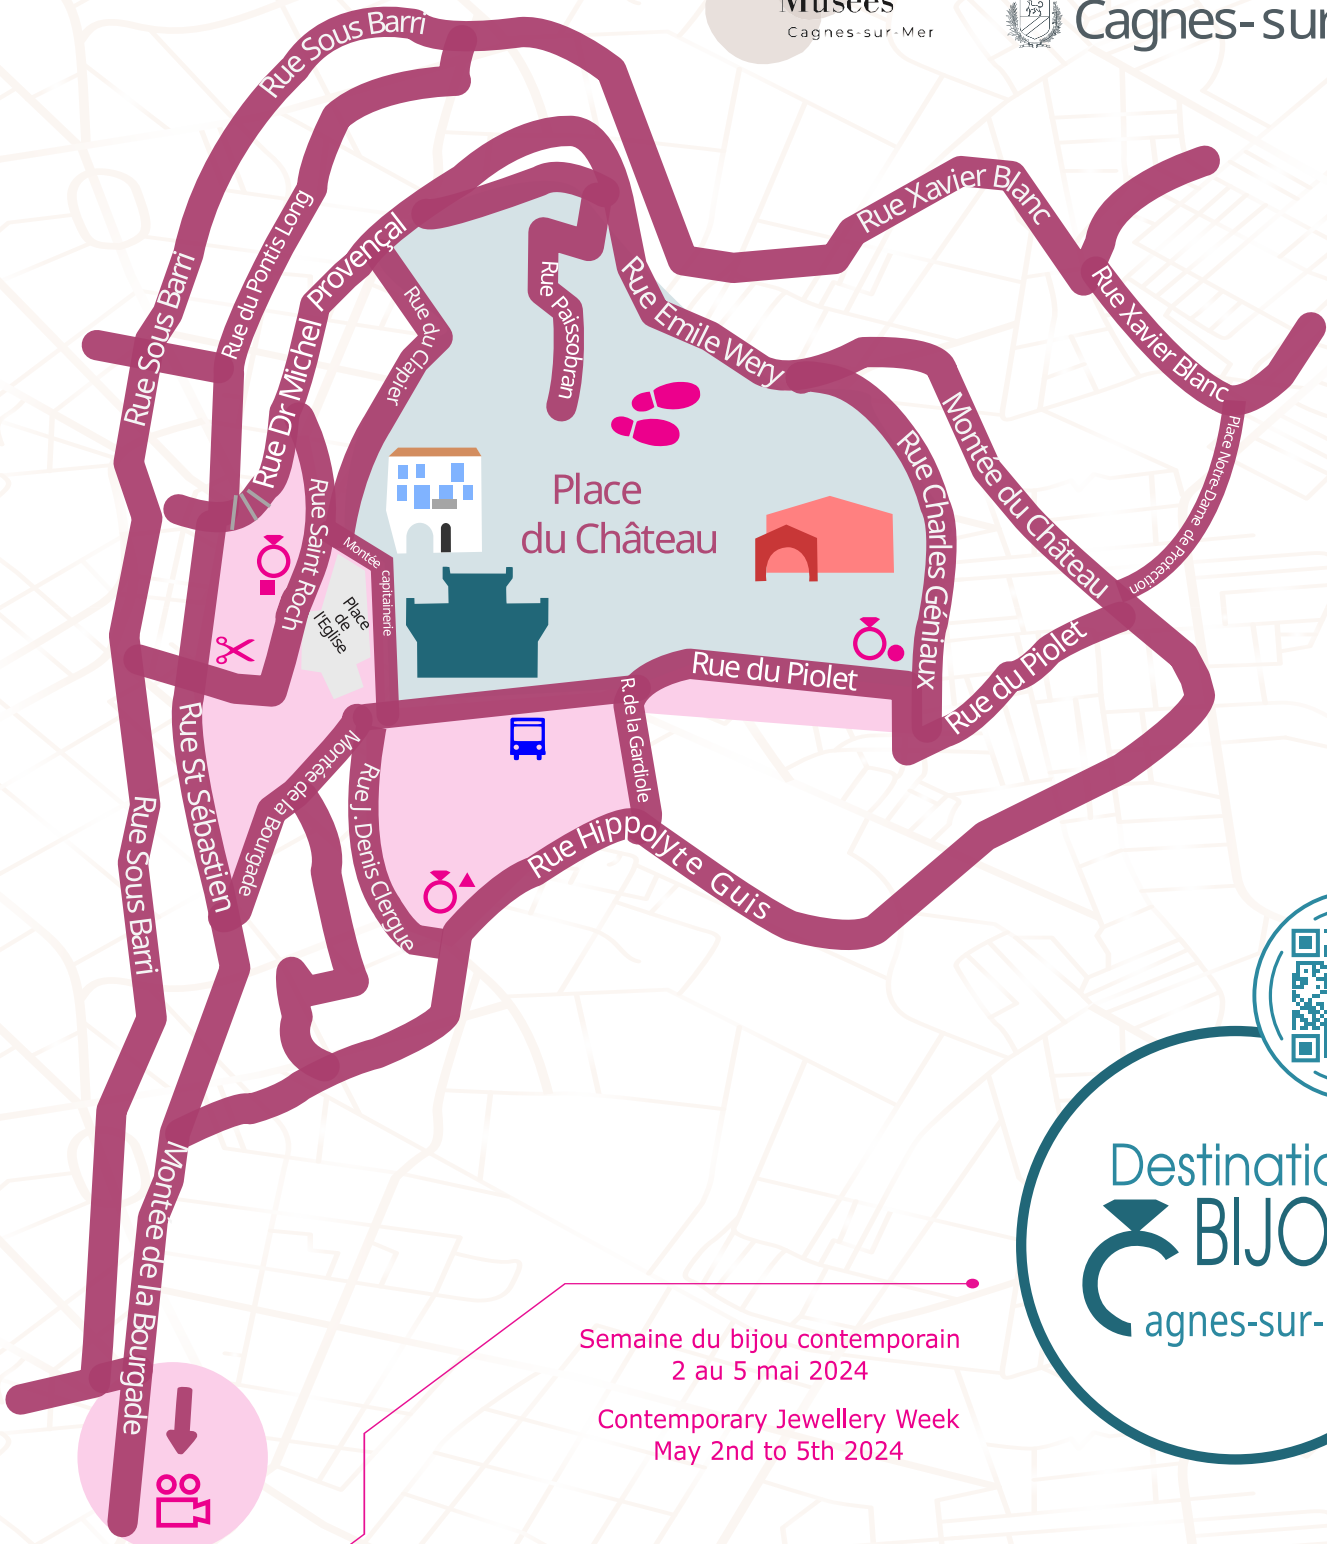 Musées
Cagnes-sur-Mer
Cagnes-sur
Rue Sous Barri
Rue Xavier Blanc
Rue du Pontis Long
Rue Dr Michel Provençal
Rue Sous Barri
Rue du Clapier
Rue Paissobran
Rue Emile Wery
Rue Xavier Blanc
Montée du Château
Place Notre-Dame de Protection
Rue Charles Géniaux
Place
du Château
Rue Saint Roch
Montée capitainerie
Place
de
l'Eglise
Rue du Piolet
Rue du Piolet
R. de la Gardiole
Rue St Sébastien
Montée de la Bourgade
Rue J. Denis Clergue
Rue Hippolyte Guis
Rue Sous Barri
Montée de la Bourgade
Destinatio
BIJO
agnes-sur-
Semaine du bijou contemporain
2 au 5 mai 2024
Contemporary Jewellery Week
May 2nd to 5th 2024